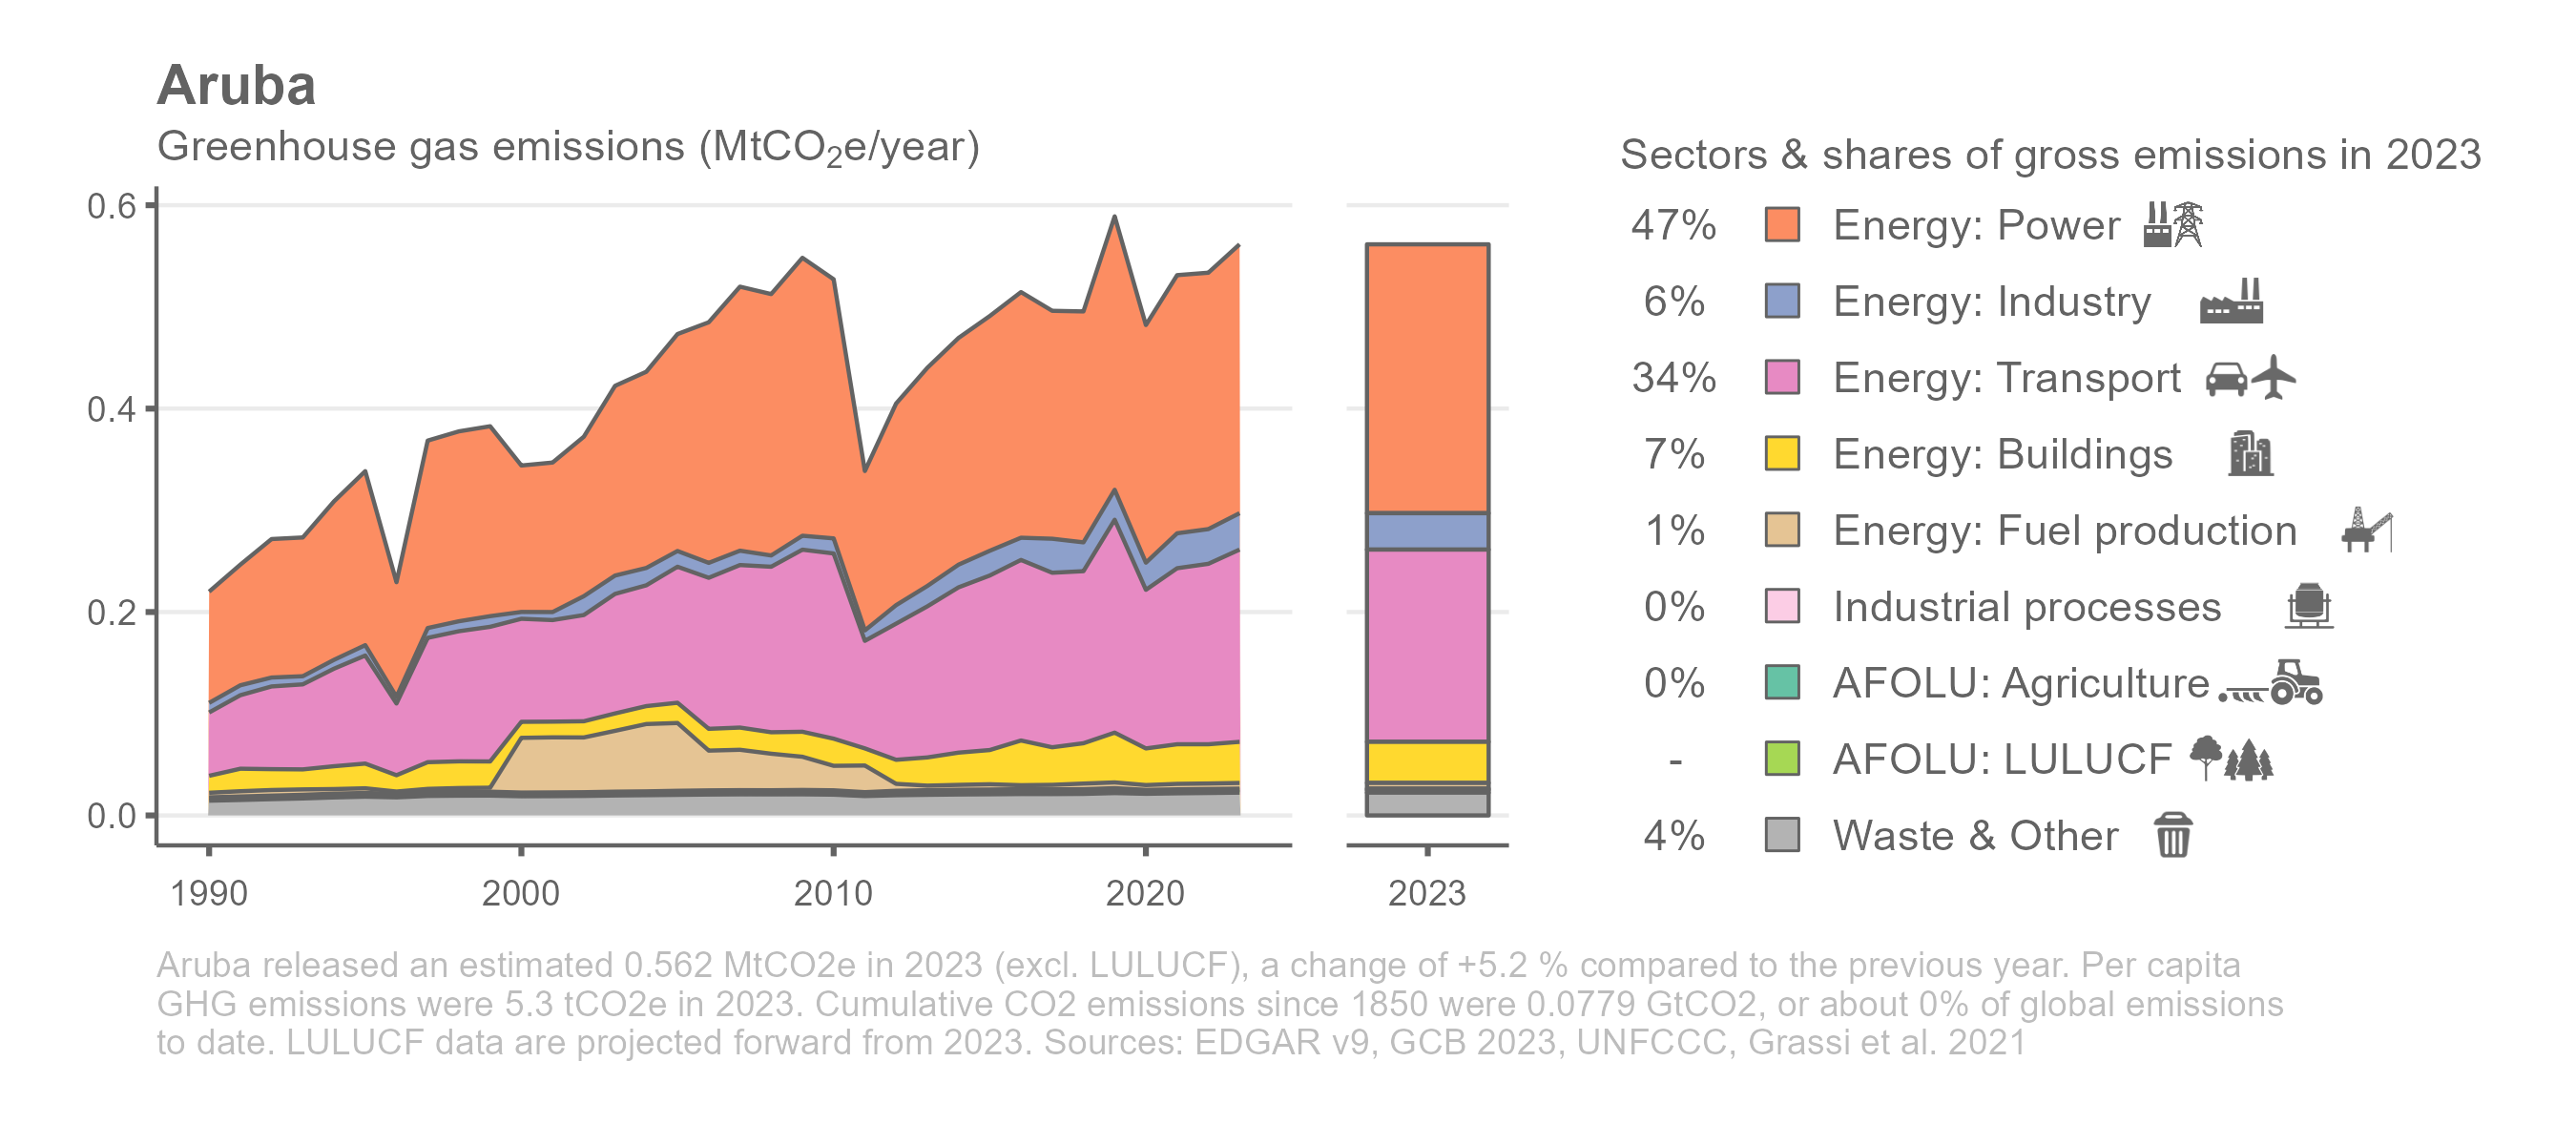 Aruba
Greenhouse gas emissions (MtCO₂e/year)
0.6
0.4
0.2
0.0
1990
2000
2010
2020
2023
Sectors & shares of gross emissions in 2023
47% Energy: Power
6% Energy: Industry
34% Energy: Transport
7% Energy: Buildings
1% Energy: Fuel production
0% Industrial processes
0% AFOLU: Agriculture
- AFOLU: LULUCF
4% Waste & Other
Aruba released an estimated 0.562 MtCO2e in 2023 (excl. LULUCF), a change of +5.2 % compared to the previous year. Per capita
GHG emissions were 5.3 tCO2e in 2023. Cumulative CO2 emissions since 1850 were 0.0779 GtCO2, or about 0% of global emissions
to date. LULUCF data are projected forward from 2023. Sources: EDGAR v9, GCB 2023, UNFCCC, Grassi et al. 2021